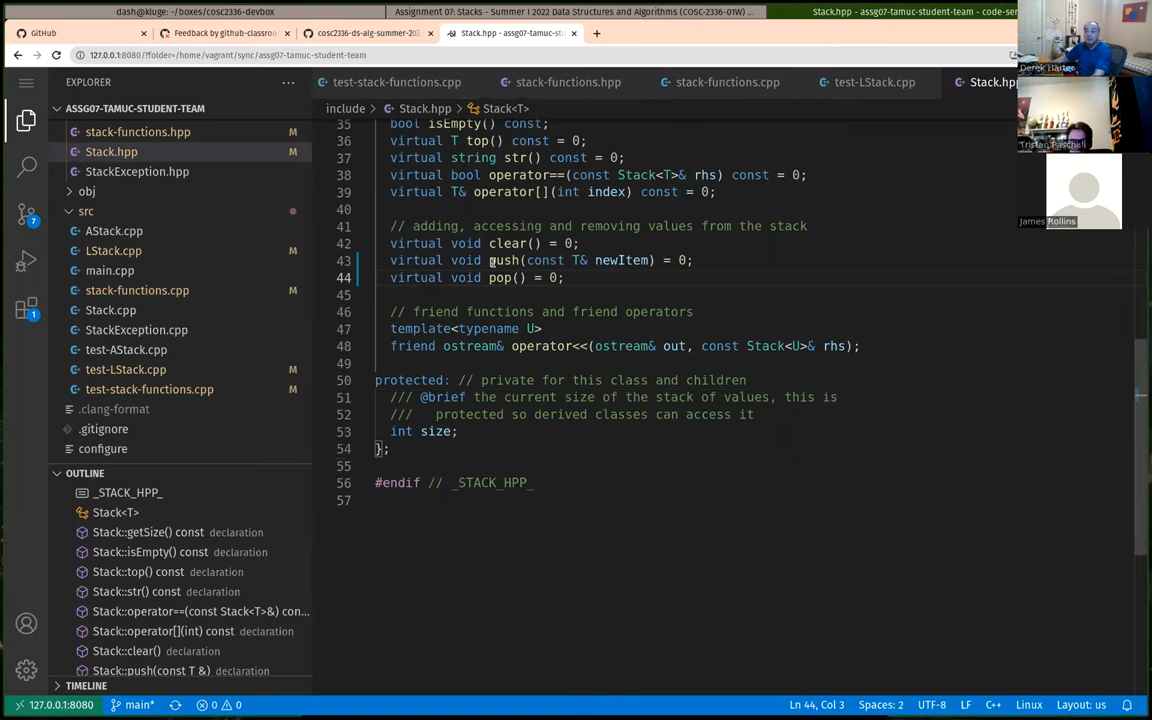 dash@kluge: ~/boxes/cosc2336-devbox
Assignment 07: Stacks - Summer I 2022 Data Structures and Algorithms (COSC-2336-01W) ...
Stack.hpp - assg07-tamuc-student-team - code-ser
GitHub
Feedback by github-classroo
cosc2336-ds-alg-summer-202
Stack.hpp - assg07-tamuc-st
127.0.0.1:8080/?folder=/home/vagrant/sync/assg07-tamuc-student-team
EXPLORER
ASSG07-TAMUC-STUDENT-TEAM
stack-functions.hpp M
Stack.hpp M
StackException.hpp
obj
src
AStack.cpp
LStack.cpp M
main.cpp
stack-functions.cpp M
Stack.cpp
StackException.cpp
test-AStack.cpp
test-LStack.cpp M
test-stack-functions.cpp M
.clang-format
.gitignore
configure
7
1
OUTLINE
_STACK_HPP_
Stack<T>
Stack::getSize() const declaration
Stack::isEmpty() const declaration
Stack::top() const declaration
Stack::str() const declaration
Stack::operator==(const Stack<T>&) con...
Stack::operator[](int) const declaration
Stack::clear() declaration
Stack::push(const T &) declaration
TIMELINE
test-stack-functions.cpp
stack-functions.hpp
stack-functions.cpp
test-LStack.cpp
Stack.hpp
include > Stack.hpp > Stack<T>
35 bool isEmpty() const;
36 virtual T top() const = 0;
37 virtual string str() const = 0;
38 virtual bool operator==(const Stack<T>& rhs) const = 0;
39 virtual T& operator[](int index) const = 0;
40
41 // adding, accessing and removing values from the stack
42 virtual void clear() = 0;
43 virtual void push(const T& newItem) = 0;
44 virtual void pop() = 0;
45
46 // friend functions and friend operators
47 template<typename U>
48 friend ostream& operator<<(ostream& out, const Stack<U>& rhs);
49
50 protected: // private for this class and children
51 /// @brief the current size of the stack of values, this is
52 /// protected so derived classes can access it
53 int size;
54 };
55
56 #endif // _STACK_HPP_
57
Derek Harter
James Rollins
127.0.0.1:8080
main*
0 0
Ln 44, Col 3
Spaces: 2
UTF-8
LF
C++
Linux
Layout: us